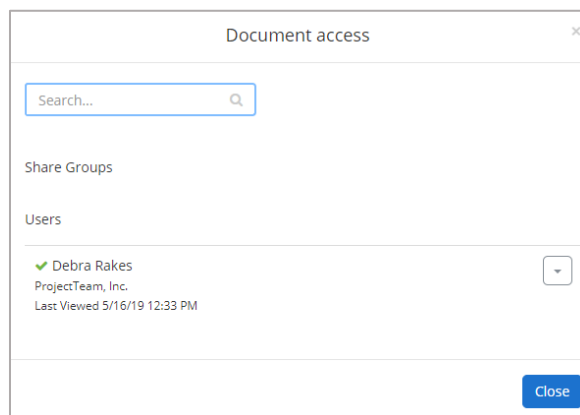 Document access
Search...
Share Groups
Users
Debra Rakes
ProjectTeam, Inc.
Last Viewed 5/16/19 12:33 PM
Close